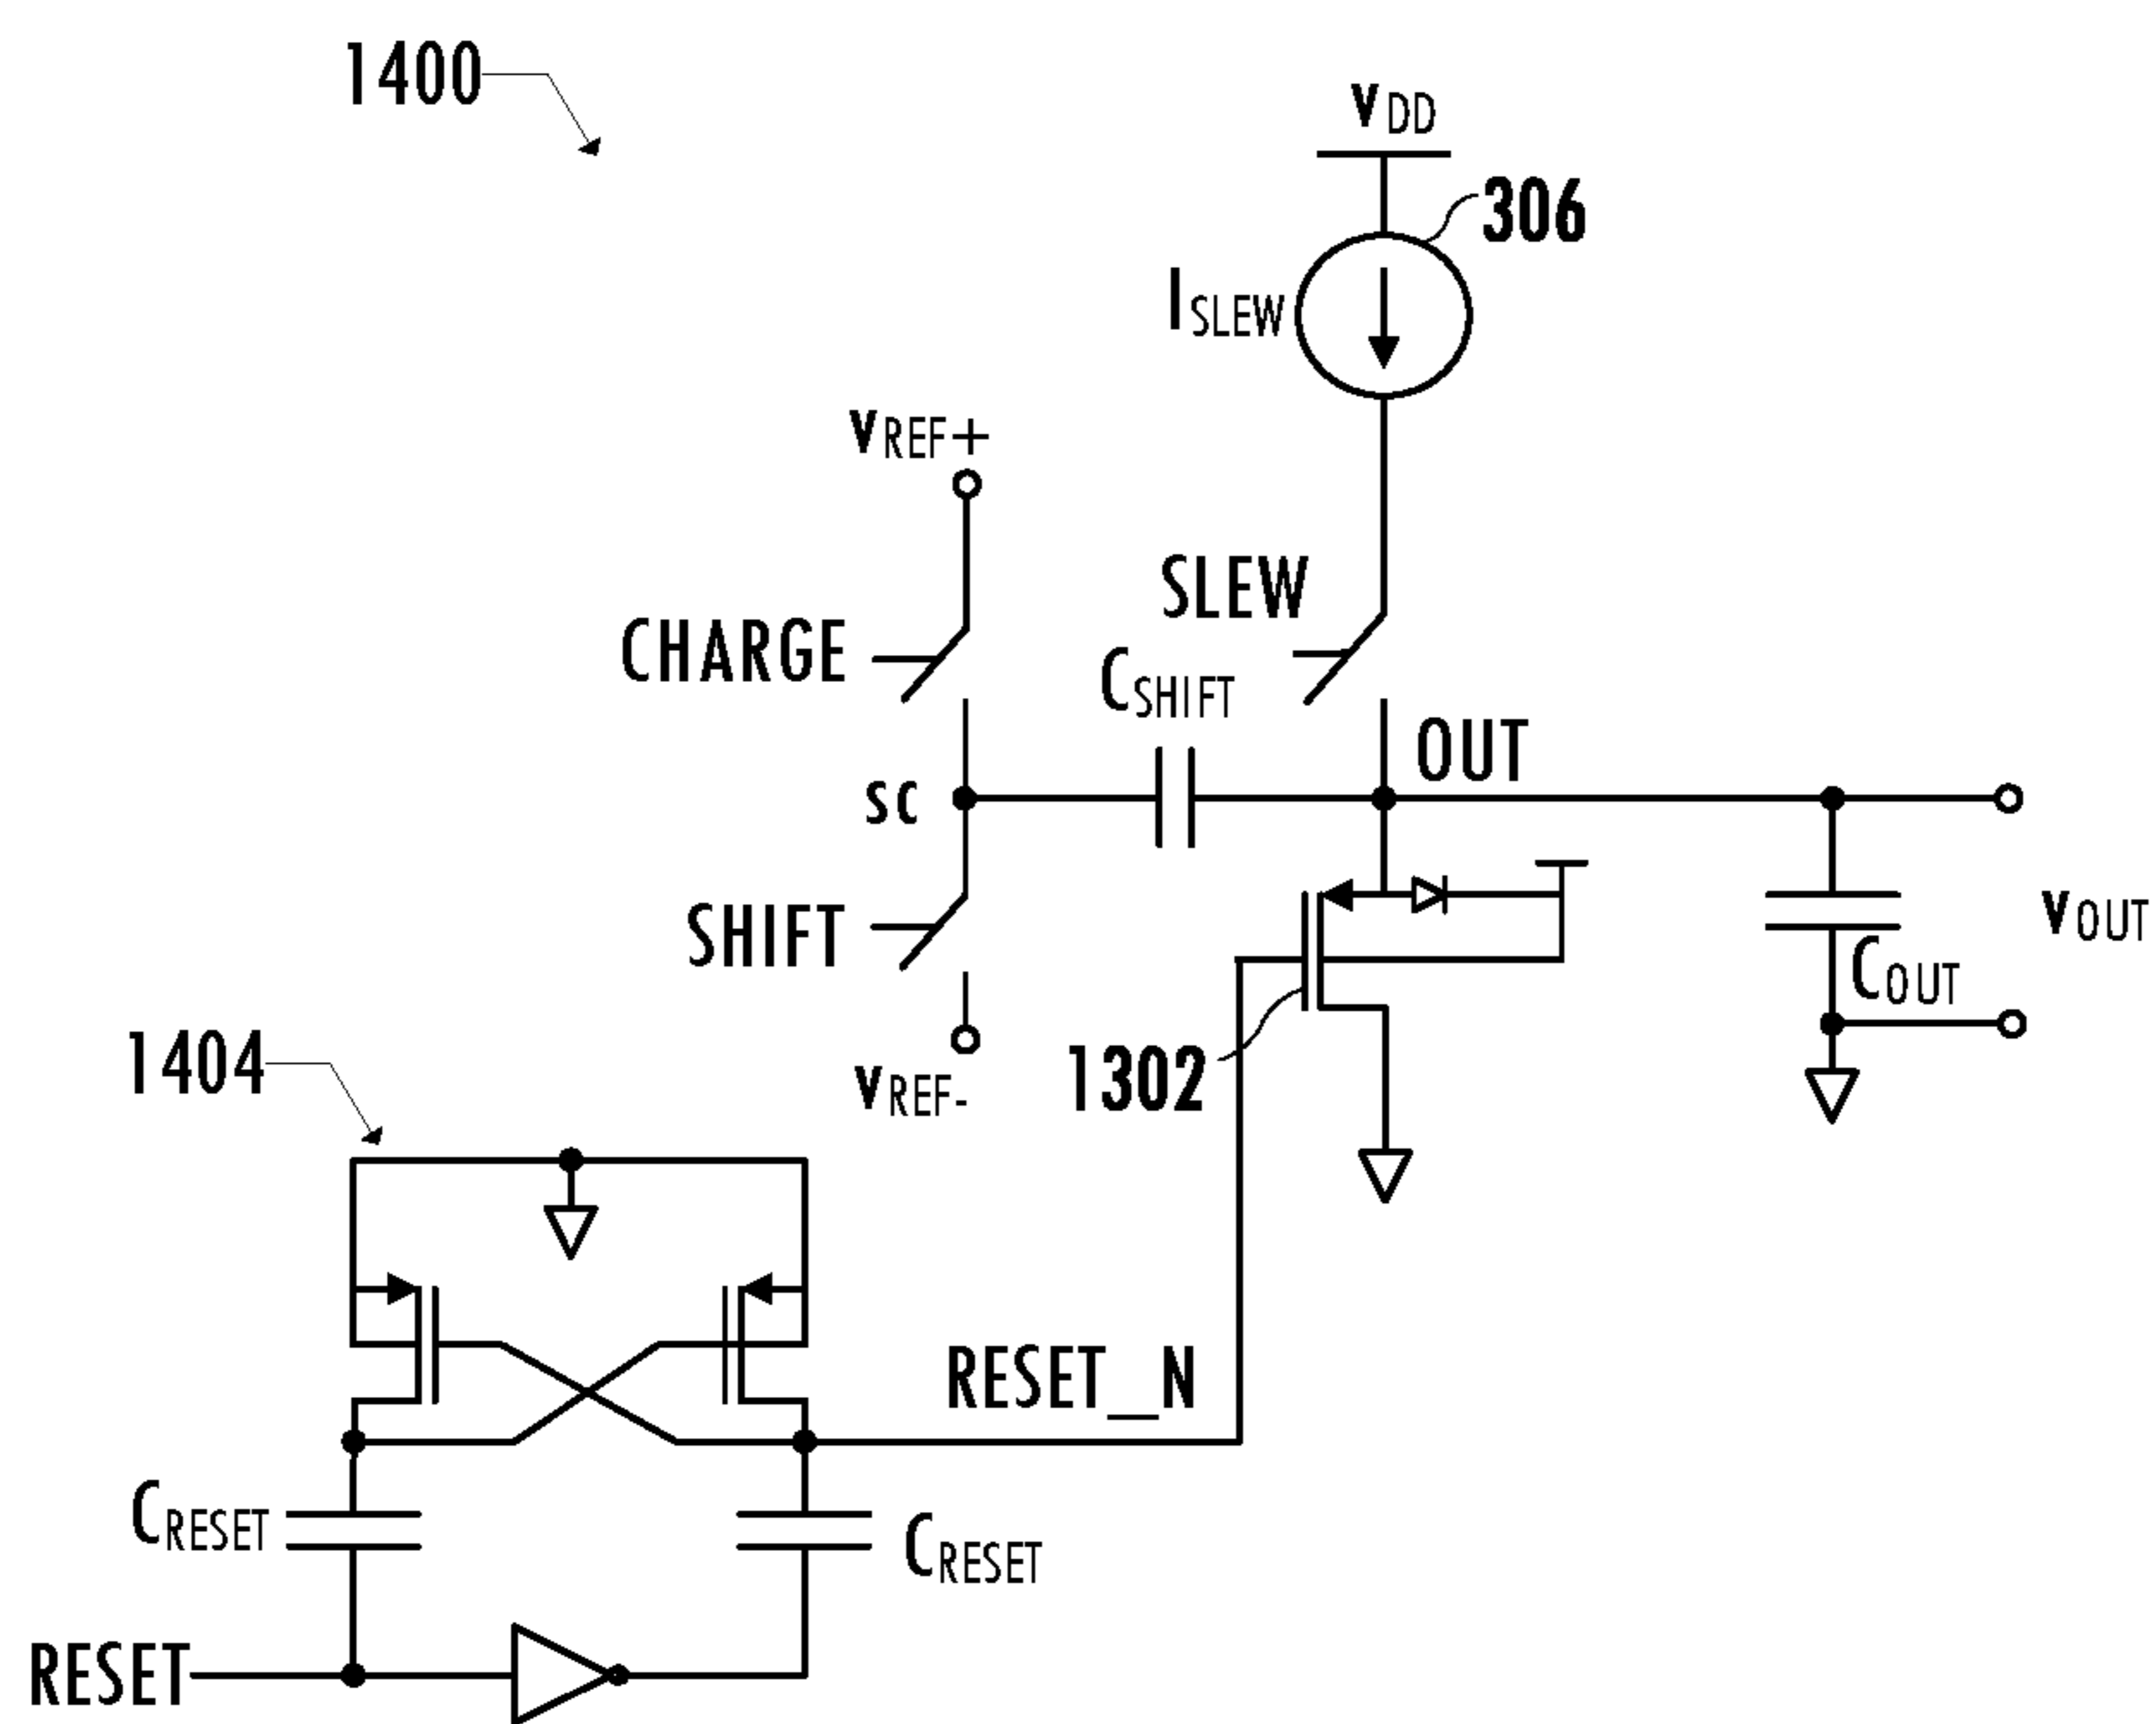 1400
vDD
306
ISLEW
vREF+
SLEW
CHARGE
CSHIFT
OUT
SC
SHIFT
vOUT
COUT
1404
vREF-
1302
RESET_N
CRESET
CRESET
RESET